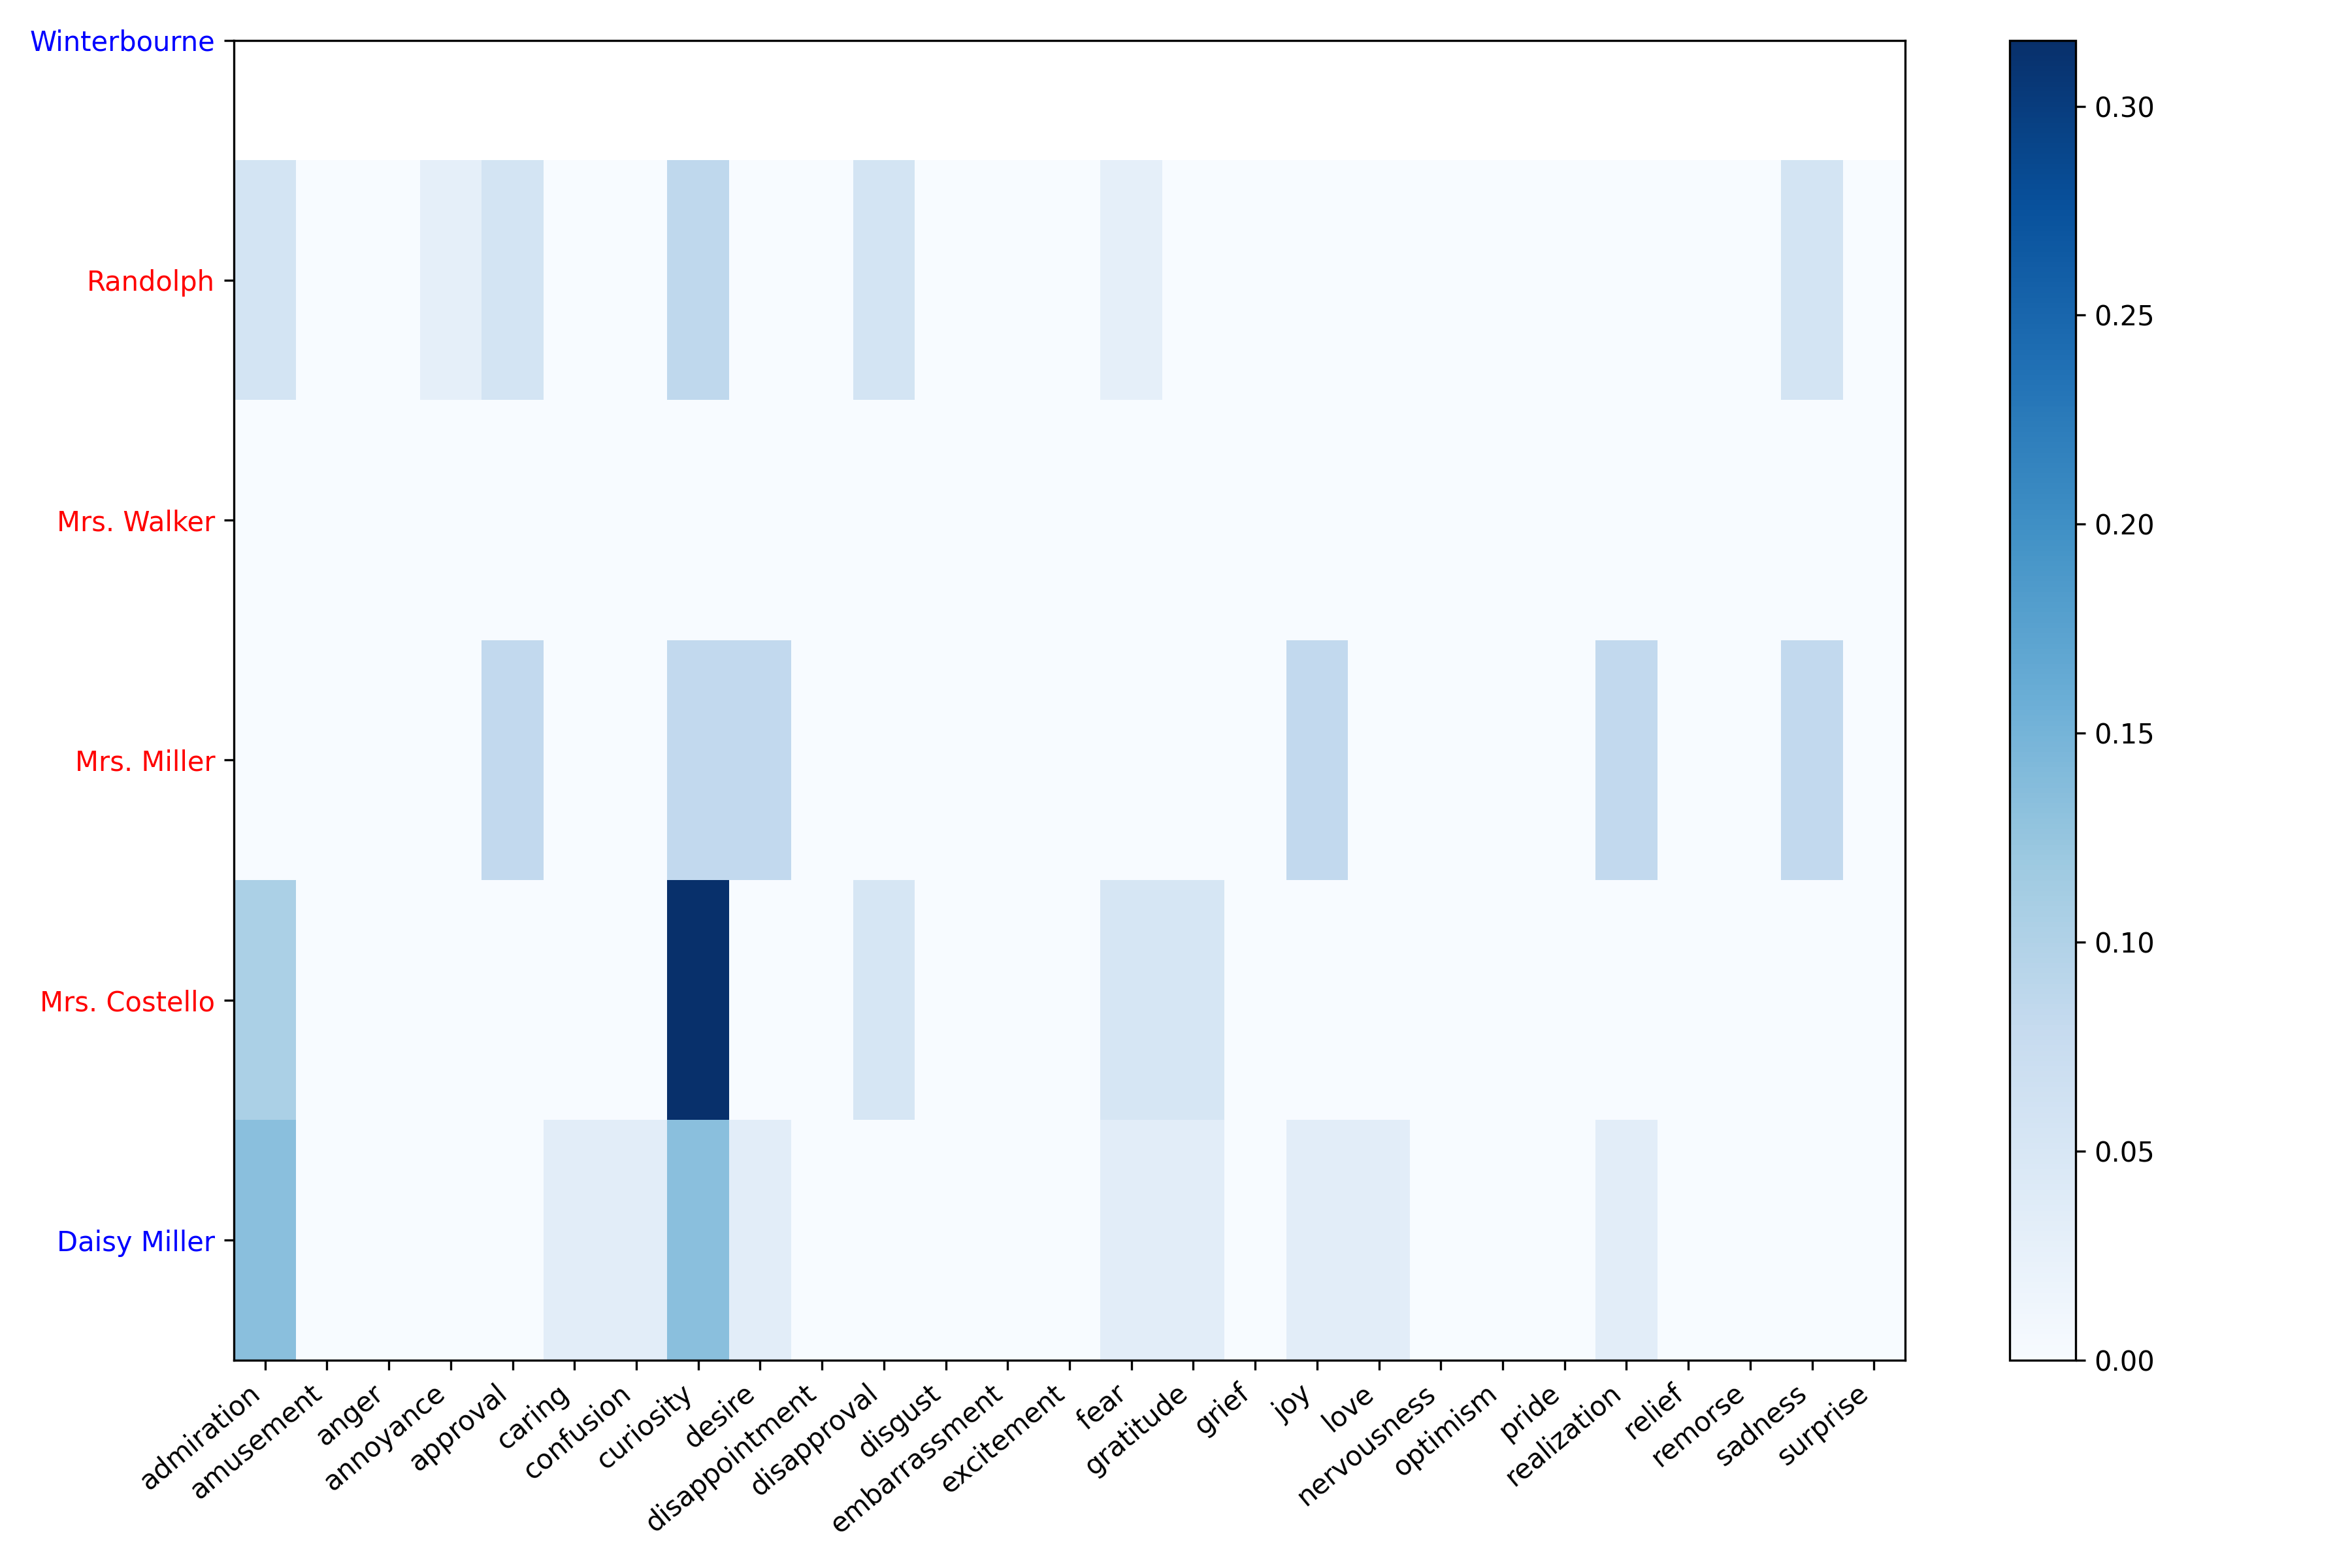 Winterbourne
Randolph
Mrs. Walker
Mrs. Miller
Mrs. Costello
Daisy Miller
admiration
amusement
anger
annoyance
approval
caring
confusion
curiosity
desire
disappointment
disapproval
disgust
embarrassment
excitement
fear
gratitude
grief
joy
love
nervousness
optimism
pride
realization
relief
remorse
sadness
surprise
0.30
0.25
0.20
0.15
0.10
0.05
0.00